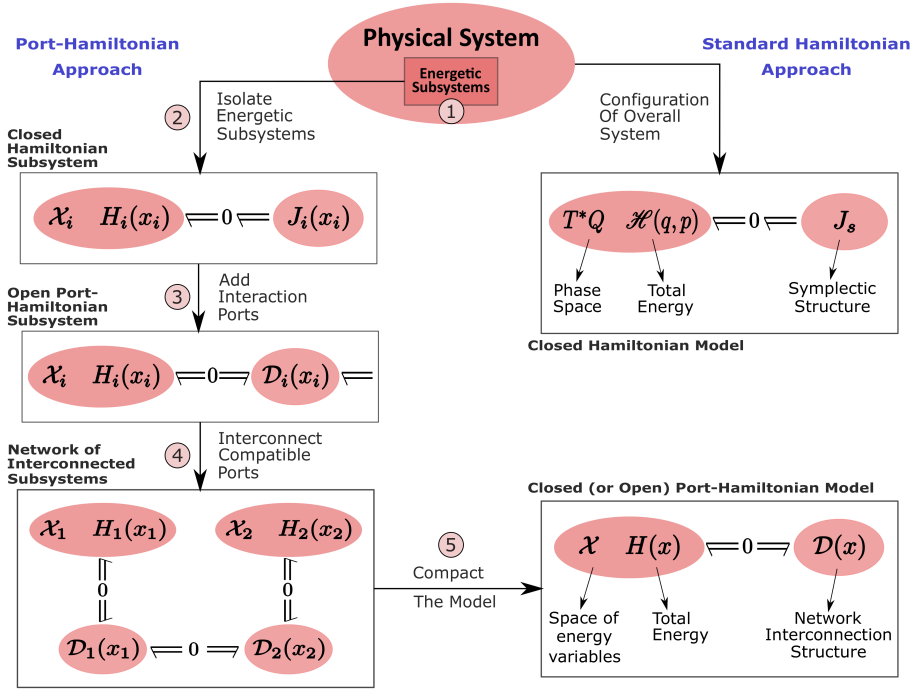 Port-Hamiltonian
Approach
Physical System
Energetic
Subsystems
1
Standard Hamiltonian
Approach
2
Isolate
Energetic
Subsystems
Configuration
Of Overall
System
Closed
Hamiltonian
Subsystem
𝒳ᵢ Hᵢ(xᵢ) 0 Jᵢ(xᵢ)
T*Q ℋ(q,p) 0 Jₛ
Phase
Space
Total
Energy
Symplectic
Structure
Closed Hamiltonian Model
3
Add
Interaction
Ports
Open Port-
Hamiltonian
Subsystem
𝒳ᵢ Hᵢ(xᵢ) 0 𝒟ᵢ(xᵢ)
4
Interconnect
Compatible
Ports
Network of
Interconnected
Subsystems
𝒳₁ H₁(x₁) 𝒳₂ H₂(x₂)
0 0
𝒟₁(x₁) 0 𝒟₂(x₂)
5
Compact
The Model
Closed (or Open) Port-Hamiltonian Model
𝒳 H(x) 0 𝒟(x)
Space of
energy
variables
Total
Energy
Network
Interconnection
Structure